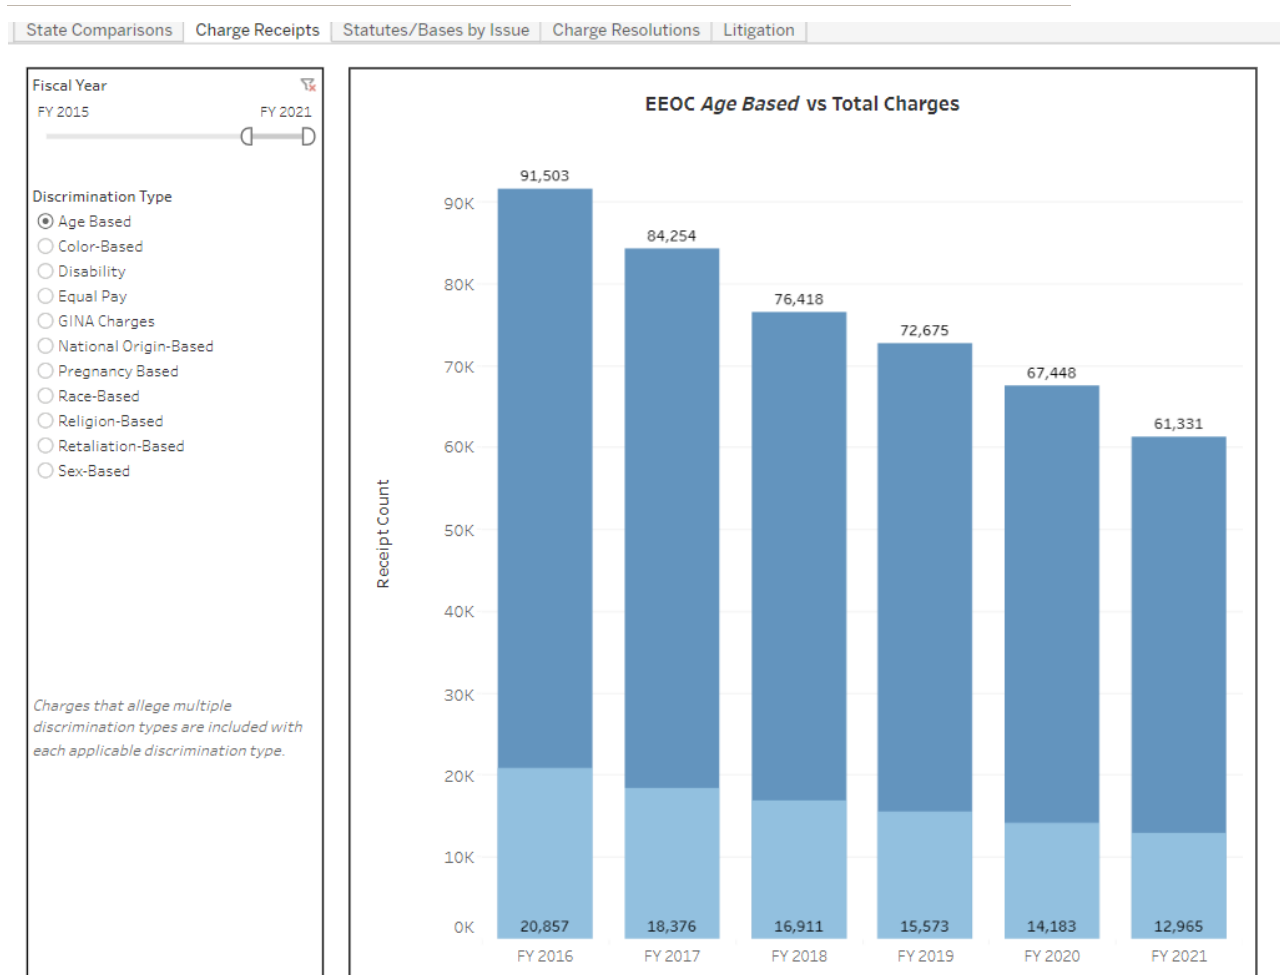 State Comparisons
Charge Receipts
Statutes/Bases by Issue
Charge Resolutions
Litigation
Fiscal Year
FY 2015
FY 2021
Discrimination Type
Age Based
Color-Based
Disability
Equal Pay
GINA Charges
National Origin-Based
Pregnancy Based
Race-Based
Religion-Based
Retaliation-Based
Sex-Based
Charges that allege multiple
discrimination types are included with
each applicable discrimination type.
EEOC Age Based vs Total Charges
Receipt Count
90K
80K
70K
60K
50K
40K
30K
20K
10K
0K
91,503
84,254
76,418
72,675
67,448
61,331
20,857
18,376
16,911
15,573
14,183
12,965
FY 2016
FY 2017
FY 2018
FY 2019
FY 2020
FY 2021